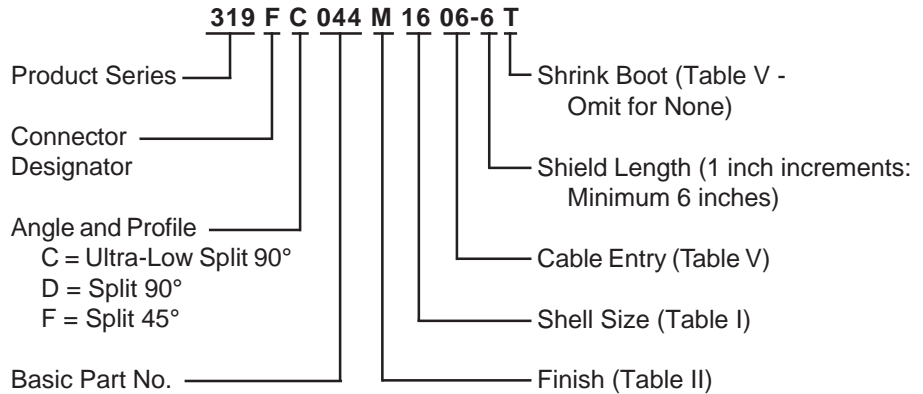 319 F C 044 M 16 06-6 T
Product Series
Connector
Designator
Angle and Profile
C = Ultra-Low Split 90°
D = Split 90°
F = Split 45°
Basic Part No.
Shrink Boot (Table V -
Omit for None)
Shield Length (1 inch increments:
Minimum 6 inches)
Cable Entry (Table V)
Shell Size (Table I)
Finish (Table II)